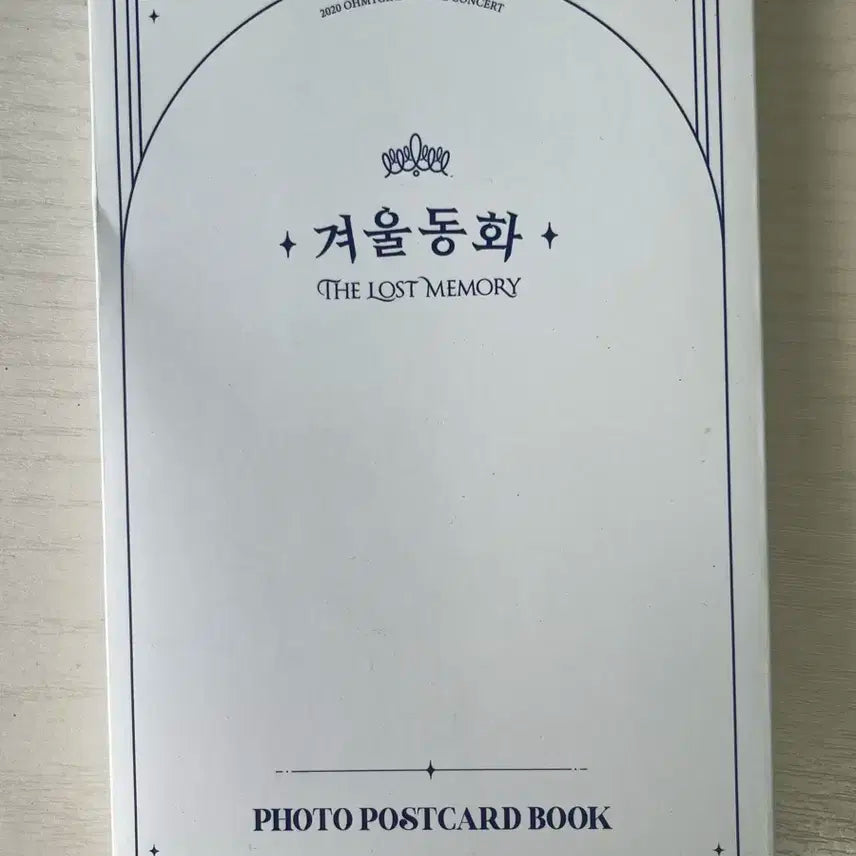 2020 CONCERT
겨울동화
THE LOST MEMORY
PHOTO POSTCARD BOOK